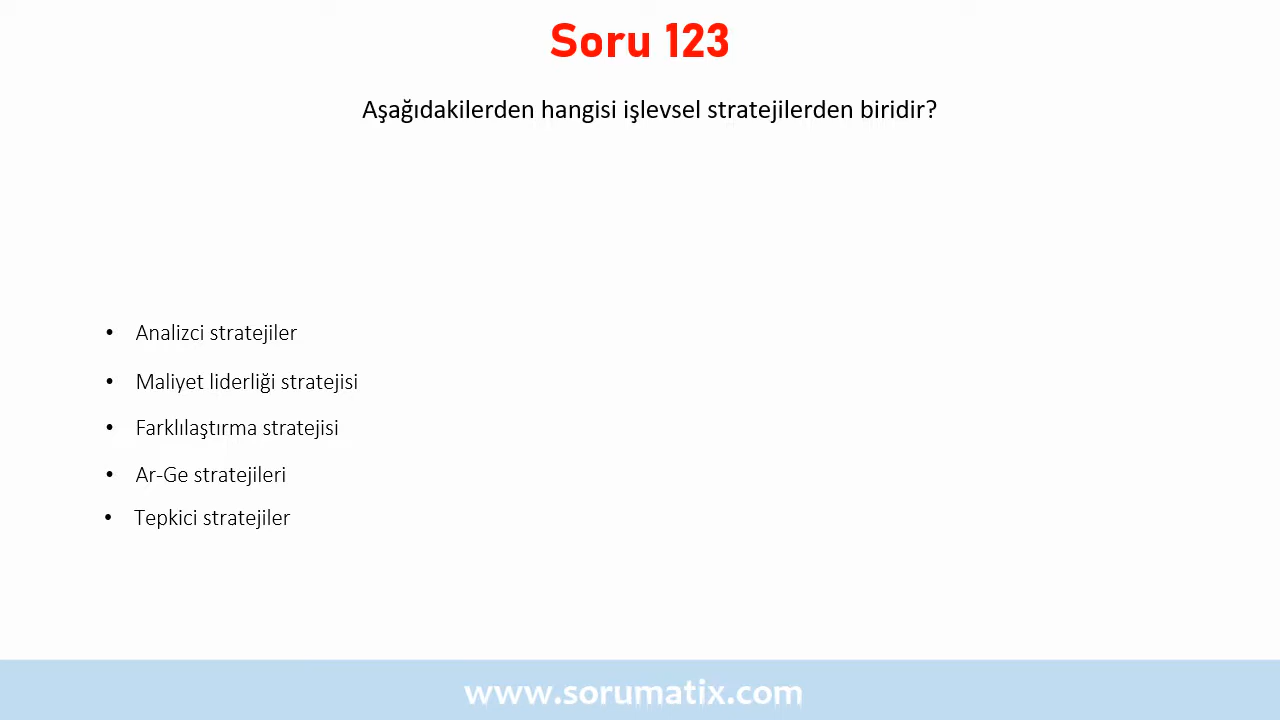 Soru 123
Aşağıdakilerden hangisi işlevsel stratejilerden biridir?
• Analizci stratejiler
• Maliyet liderliği stratejisi
• Farklılaştırma stratejisi
• Ar-Ge stratejileri
• Tepkici stratejiler
www.sorumatix.com